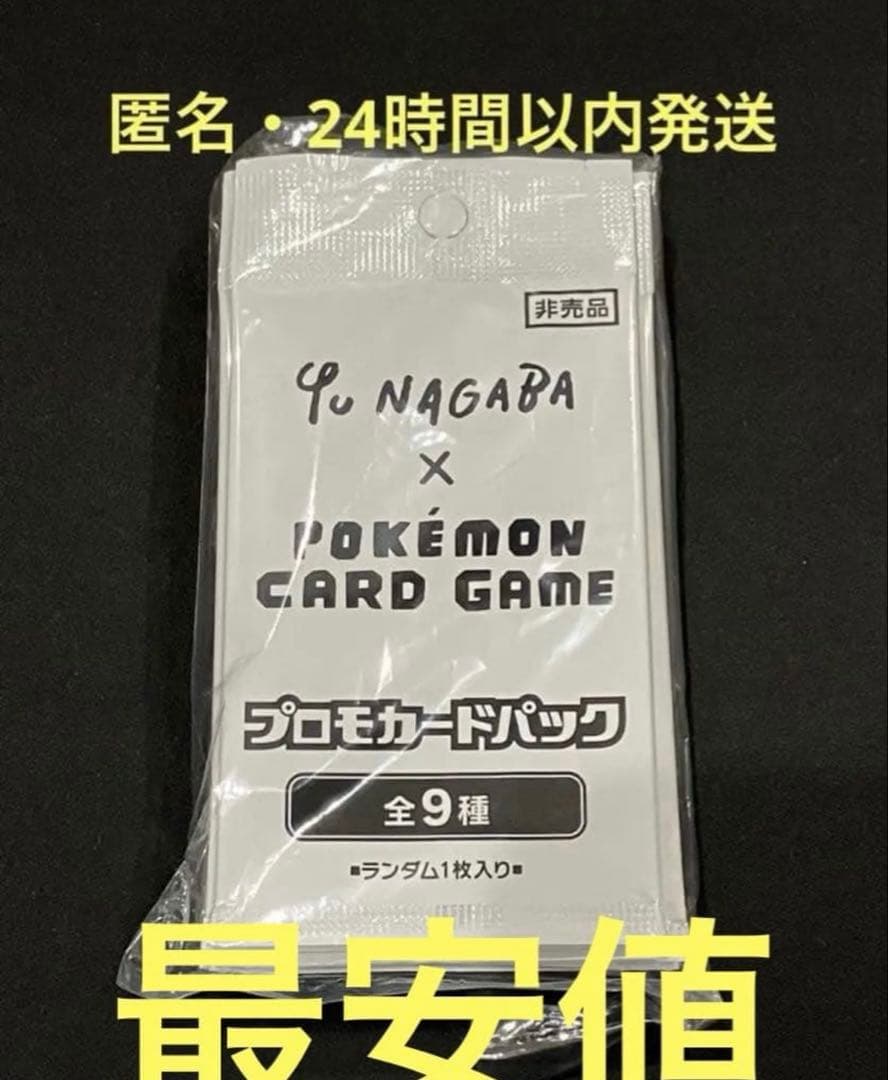 匿名・24時間以内発送
非売品
Yu NAGABA
×
POKÉMON
CARD GAME
プロモカードパック
全9種
■ランダム1枚入り■
最安値